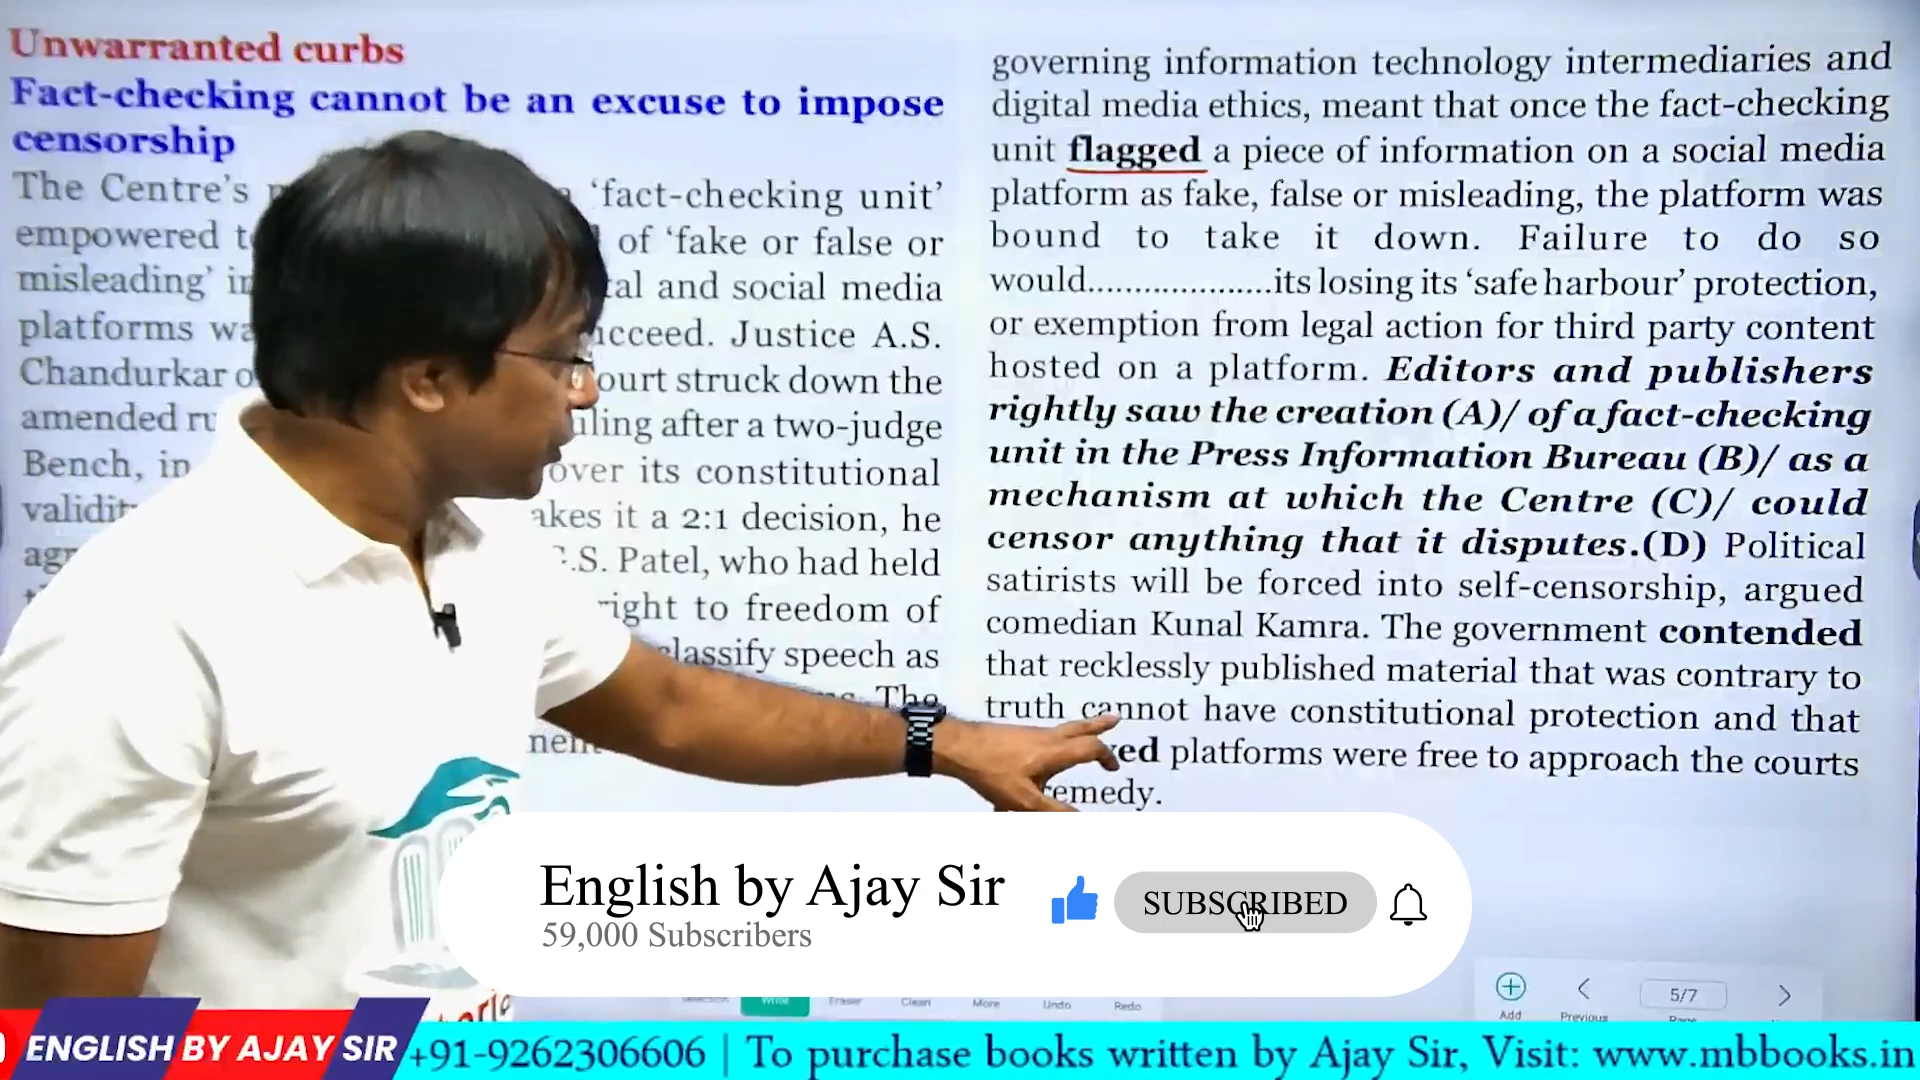 Unwarranted curbs
Fact-checking cannot be an excuse to impose
censorship
The Centre's ‘fact-checking unit’
empowered of ‘fake or false or
misleading’ and social media
platforms Justice A.S.
Chandurkar struck down the
amended after a two-judge
Bench, in over its constitutional
it a 2:1 decision, he
Patel, who had held
to freedom of
speech as
The
governing information technology intermediaries and
digital media ethics, meant that once the fact-checking
unit flagged a piece of information on a social media
platform as fake, false or misleading, the platform was
bound to take it down. Failure to do so
would....................its losing its ‘safe harbour’ protection,
or exemption from legal action for third party content
hosted on a platform. Editors and publishers
rightly saw the creation (A)/ of a fact-checking
unit in the Press Information Bureau (B)/ as a
mechanism at which the Centre (C)/ could
censor anything that it disputes.(D) Political
satirists will be forced into self-censorship, argued
comedian Kunal Kamra. The government contended
that recklessly published material that was contrary to
truth cannot have constitutional protection and that
platforms were free to approach the courts
English by Ajay Sir
59,000 Subscribers
SUBSCRIBED
Write Eraser Clean More Undo Redo
Add Previous 5/7
ENGLISH BY AJAY SIR +91-9262306606 | To purchase books written by Ajay Sir, Visit: www.mbbooks.in